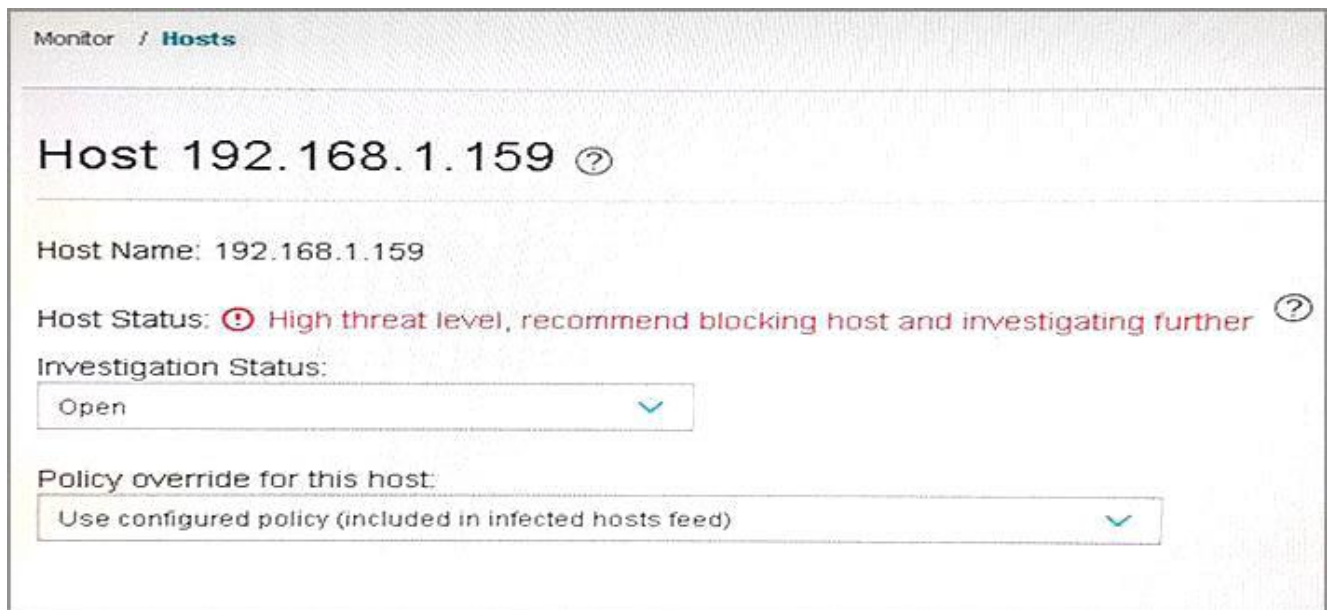 Monitor / Hosts
Host 192.168.1.159 ?
Host Name: 192.168.1.159
Host Status: ! High threat level, recommend blocking host and investigating further ?
Investigation Status:
Open
Policy override for this host:
Use configured policy (included in infected hosts feed)